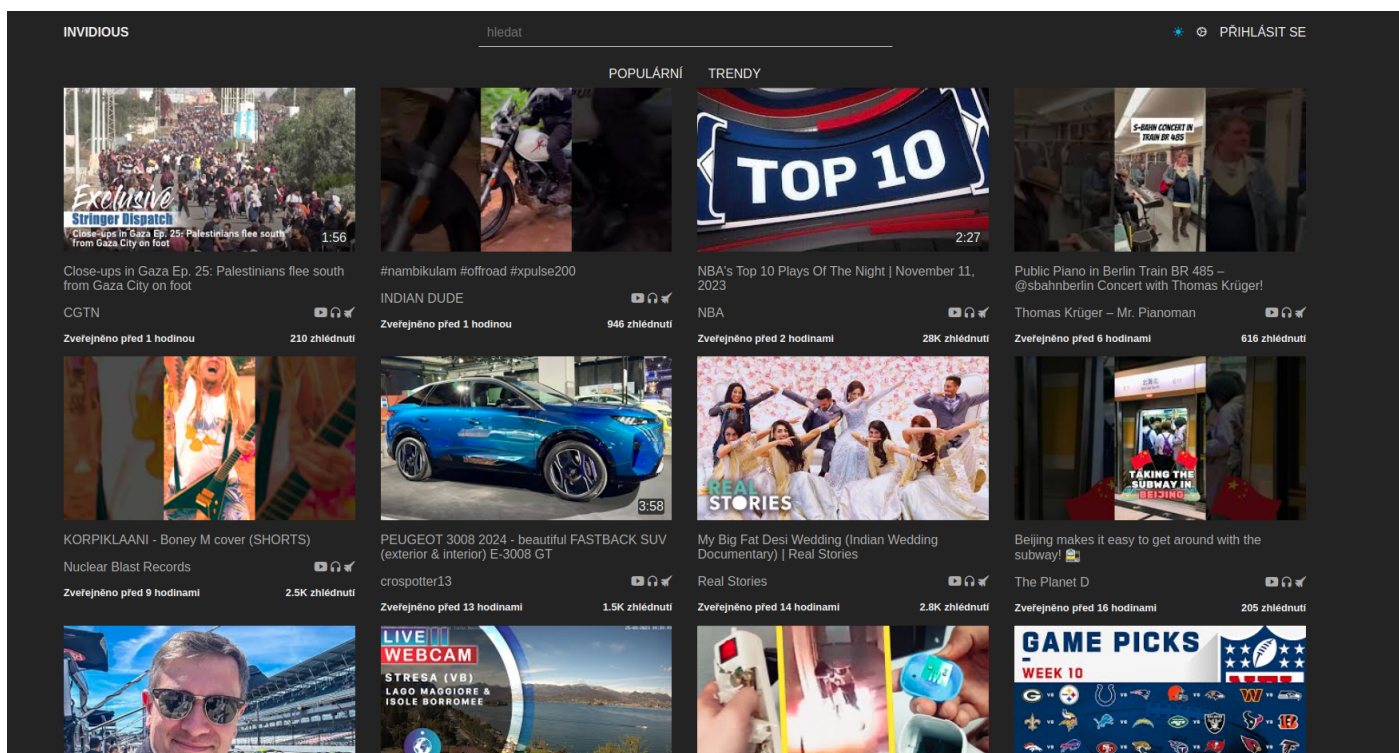 INVIDIOUS
hledat
PŘIHLÁSIT SE
POPULÁRNÍ TRENDY
Exclusive
Stringer Dispatch
Close-ups in Gaza Ep. 25: Palestinians flee south
from Gaza City on foot
1:56
TOP 10
2:27
S-BAHN CONCERT IN
TRAIN BR 485
Close-ups in Gaza Ep. 25: Palestinians flee south
from Gaza City on foot
CGTN
Zveřejněno před 1 hodinou 210 zhlédnutí
#nambikulam #offroad #xpulse200
INDIAN DUDE
Zveřejněno před 1 hodinou 946 zhlédnutí
NBA's Top 10 Plays Of The Night | November 11,
2023
NBA
Zveřejněno před 2 hodinami 28K zhlédnutí
Public Piano in Berlin Train BR 485 –
@sbahnberlin Concert with Thomas Krüger!
Thomas Krüger – Mr. Pianoman
Zveřejněno před 6 hodinami 616 zhlédnutí
3:58
REAL
STORIES
TAKING THE
SUBWAY IN
BEIJING
KORPIKLAANI - Boney M cover (SHORTS)
Nuclear Blast Records
Zveřejněno před 9 hodinami 2.5K zhlédnutí
PEUGEOT 3008 2024 - beautiful FASTBACK SUV
(exterior & interior) E-3008 GT
crospotter13
Zveřejněno před 13 hodinami 1.5K zhlédnutí
My Big Fat Desi Wedding (Indian Wedding
Documentary) | Real Stories
Real Stories
Zveřejněno před 14 hodinami 2.8K zhlédnutí
Beijing makes it easy to get around with the
subway! 🚉
The Planet D
Zveřejněno před 16 hodinami 205 zhlédnutí
LIVE
WEBCAM
STRESA (VB)
LAGO MAGGIORE &
ISOLE BORROMEE
GAME PICKS
WEEK 10